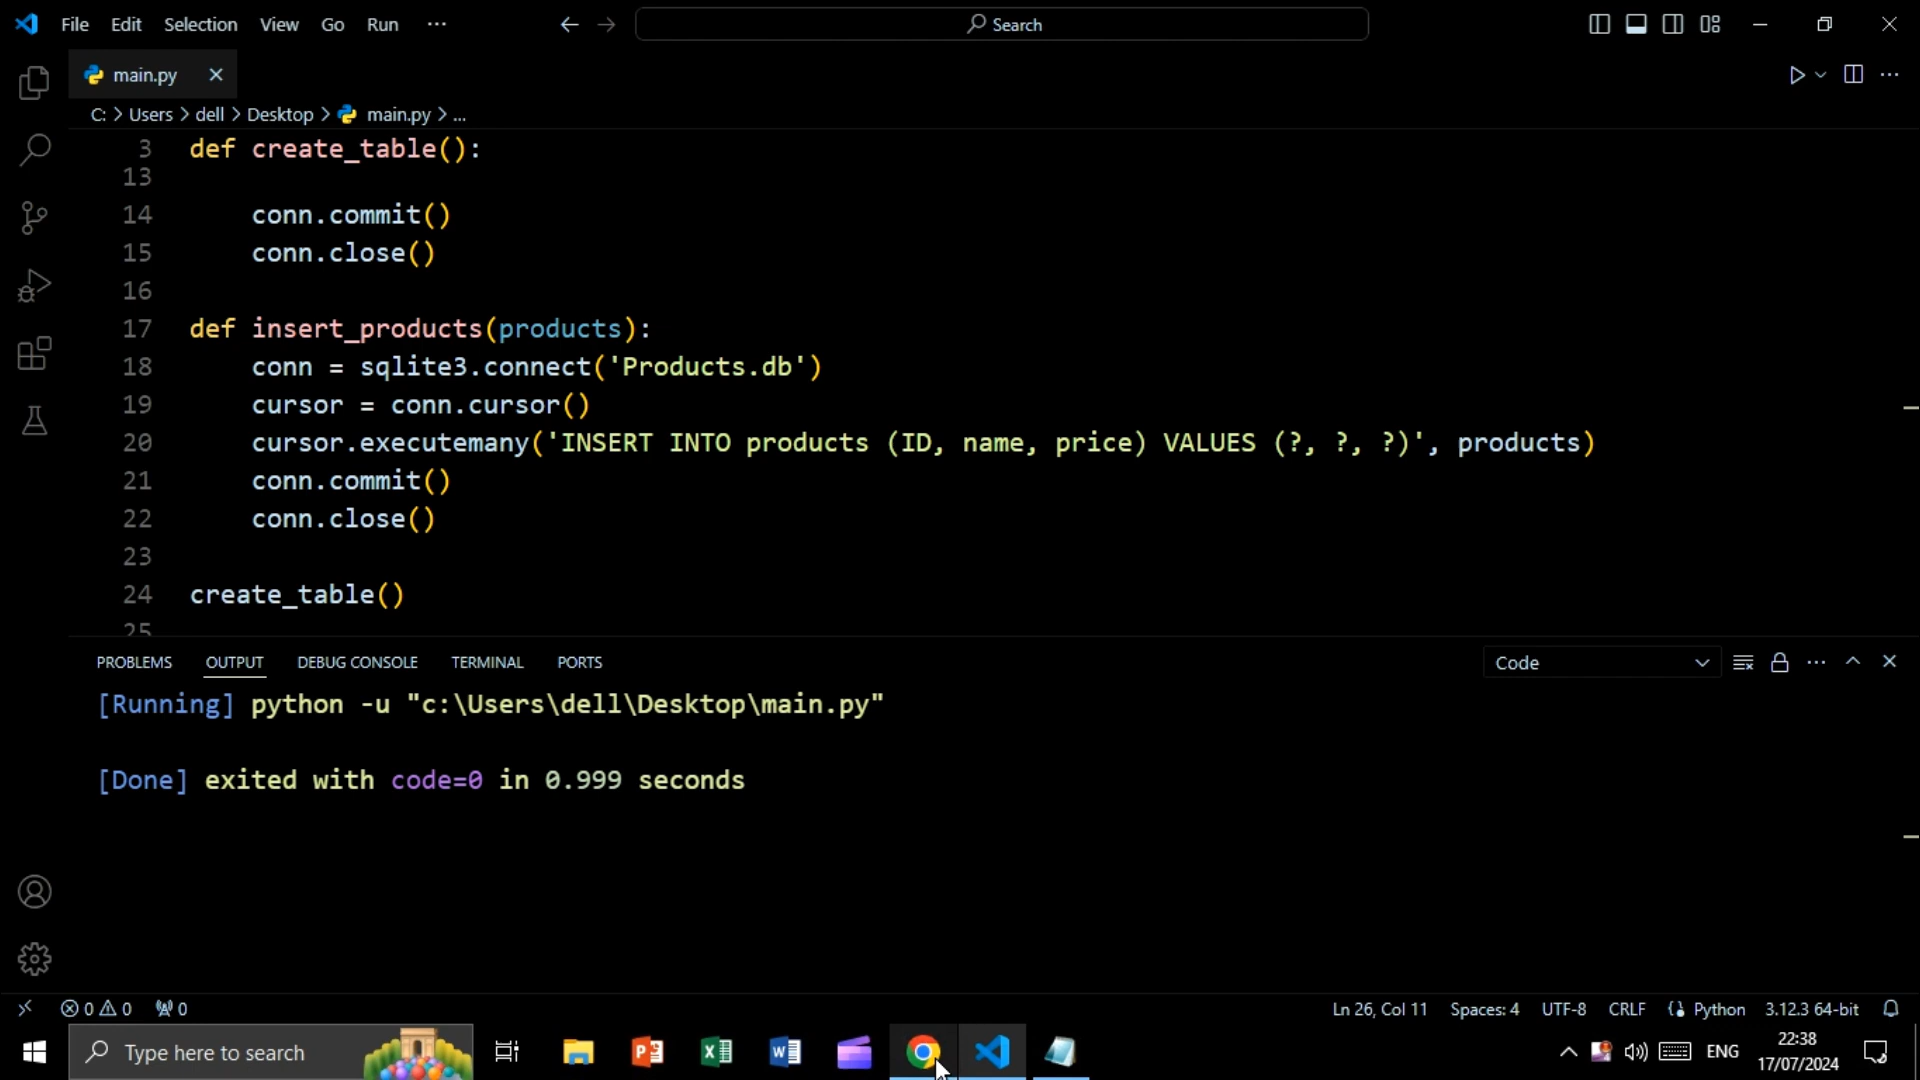 File Edit Selection View Go Run ···
Search
main.py
C: > Users > dell > Desktop > main.py > ...
3 def create_table():
13
14 conn.commit()
15 conn.close()
16
17 def insert_products(products):
18 conn = sqlite3.connect('Products.db')
19 cursor = conn.cursor()
20 cursor.executemany('INSERT INTO products (ID, name, price) VALUES (?, ?, ?)', products)
21 conn.commit()
22 conn.close()
23
24 create_table()
25
PROBLEMS OUTPUT DEBUG CONSOLE TERMINAL PORTS
Code
[Running] python -u "c:\Users\dell\Desktop\main.py"
[Done] exited with code=0 in 0.999 seconds
0 0 0
Ln 26, Col 11 Spaces: 4 UTF-8 CRLF Python 3.12.3 64-bit
Type here to search
ENG
22:38
17/07/2024